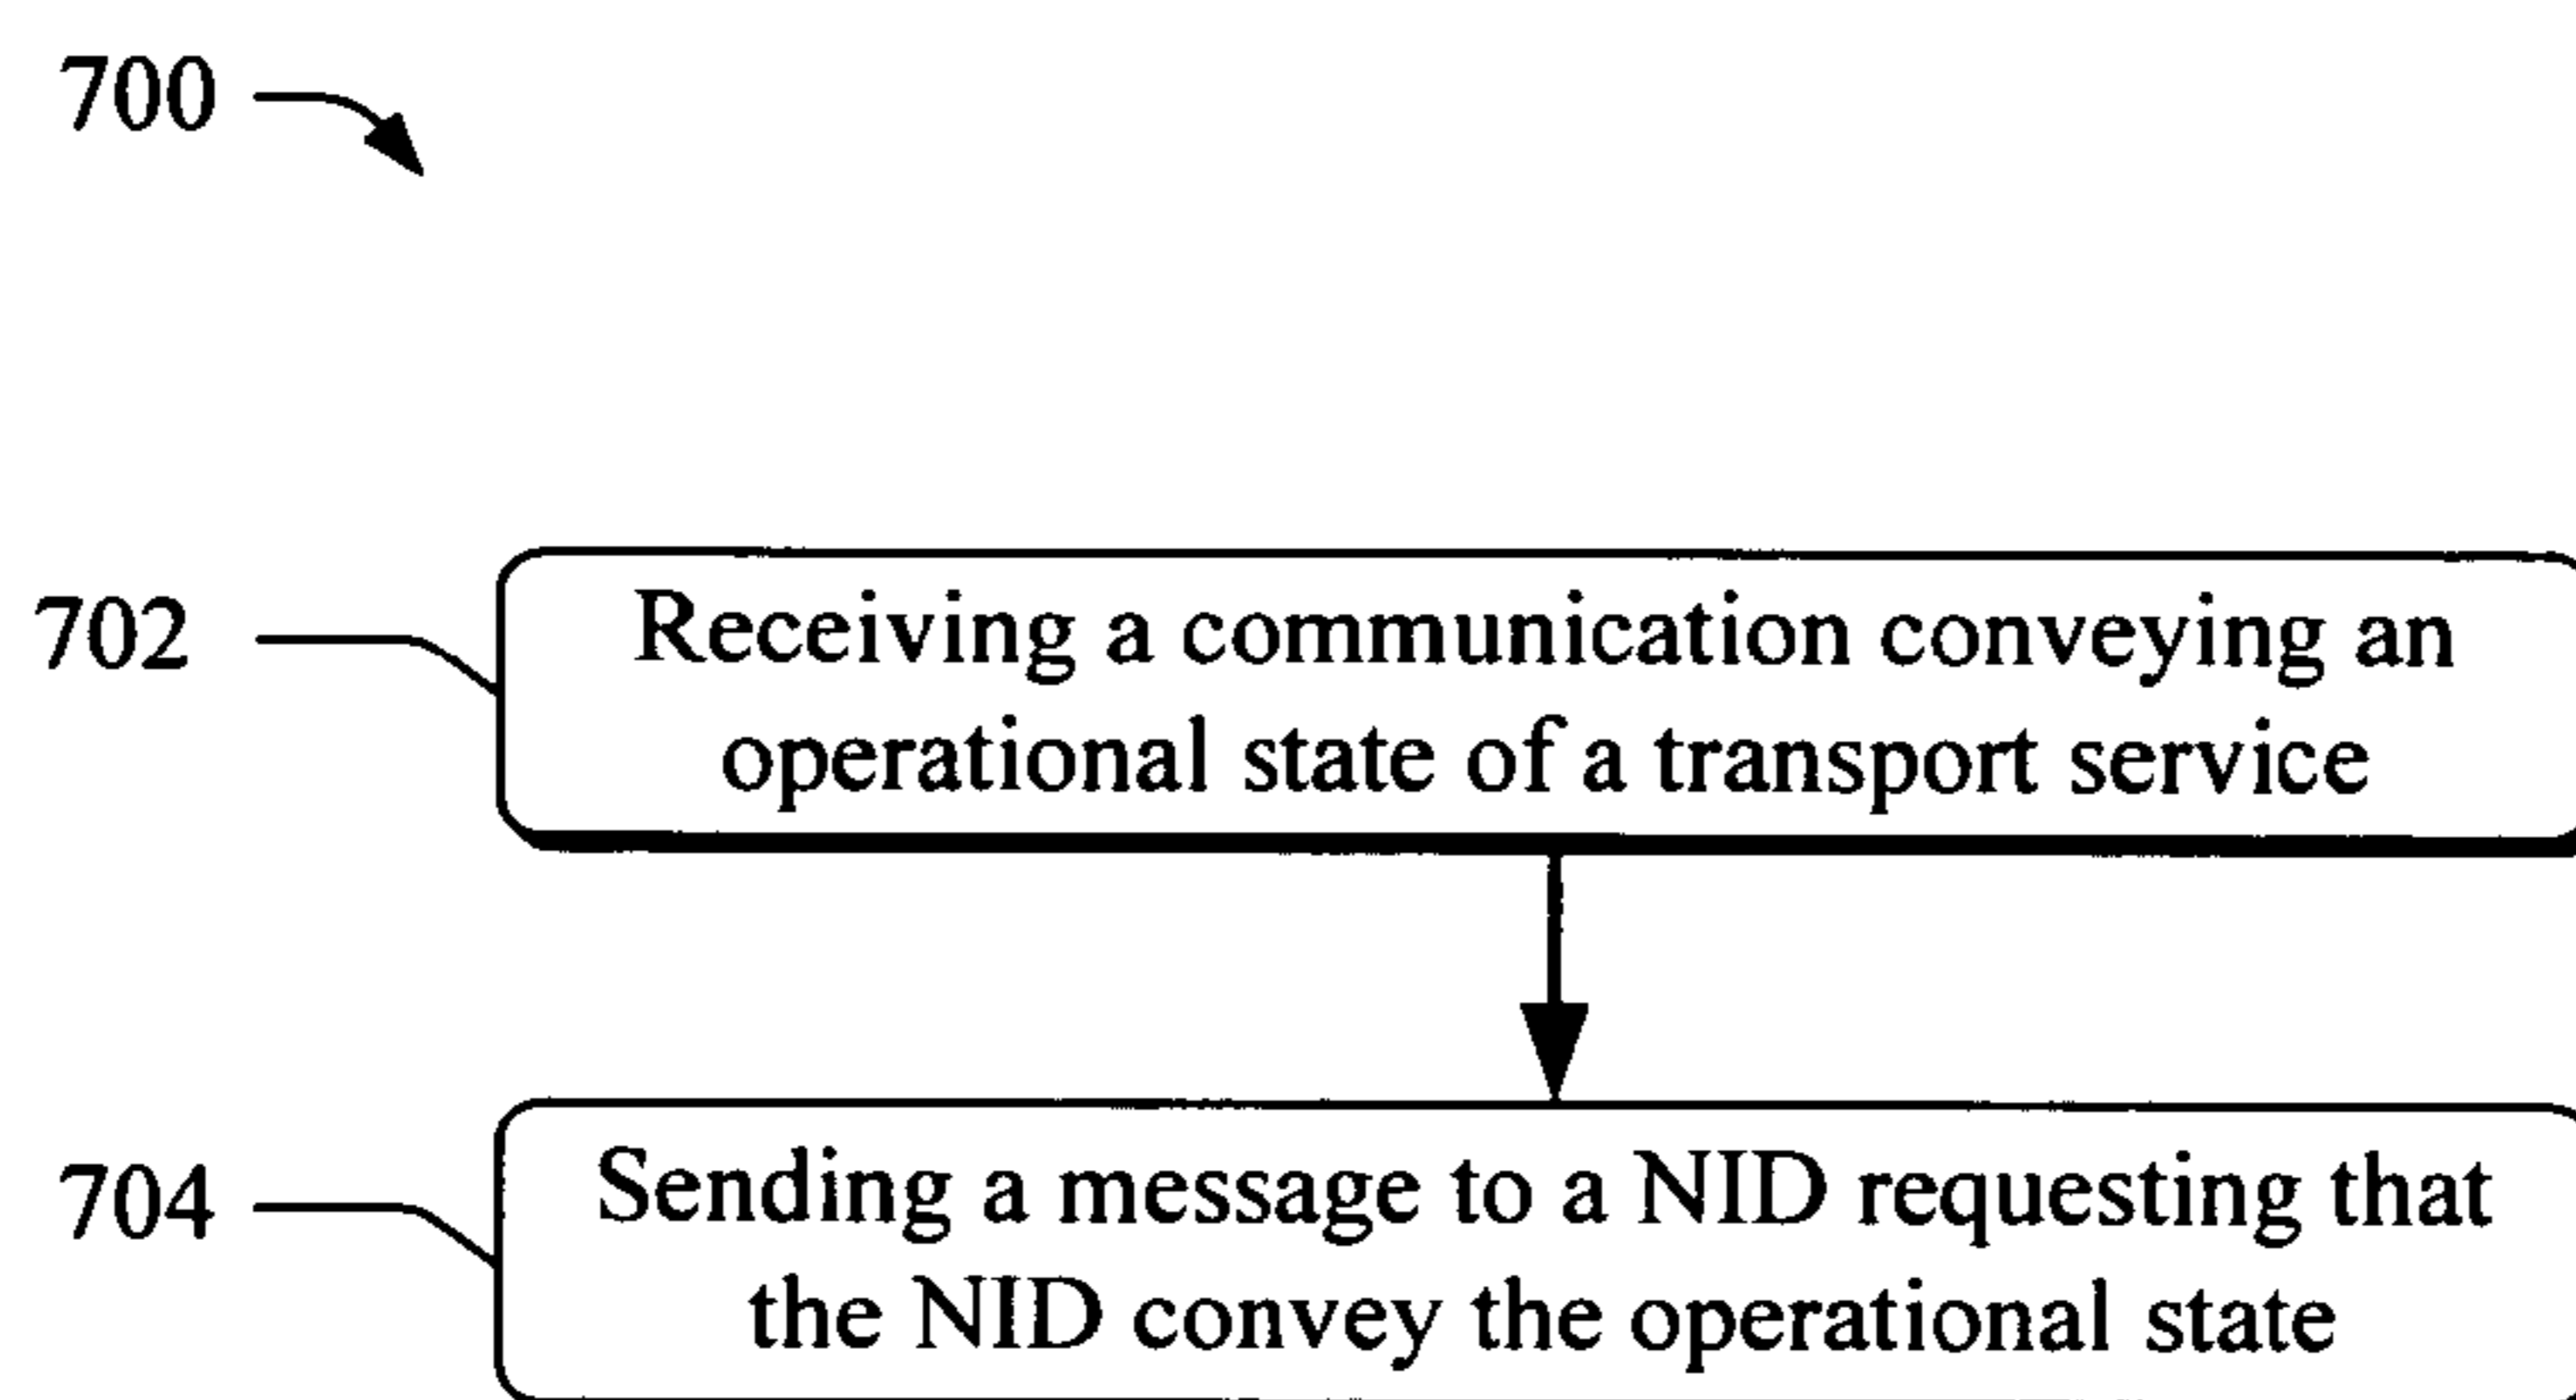 700
702
Receiving a communication conveying an
operational state of a transport service
704
Sending a message to a NID requesting that
the NID convey the operational state